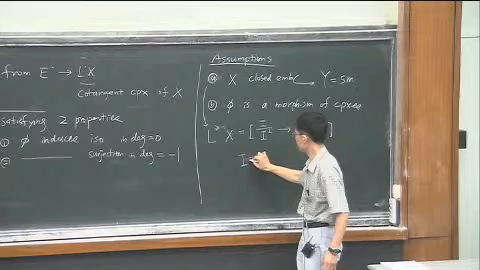 from E˙ → L˙X
Cotangent cpx of X
satisfying 2 properties
① φ induces iso in deg = 0
② ——— surjection in deg = -1
Assumptions
ⓐ X closed embr → Y = sm
ⓑ φ is a morphism of cpxes
L X = [ I/I² → ]
I